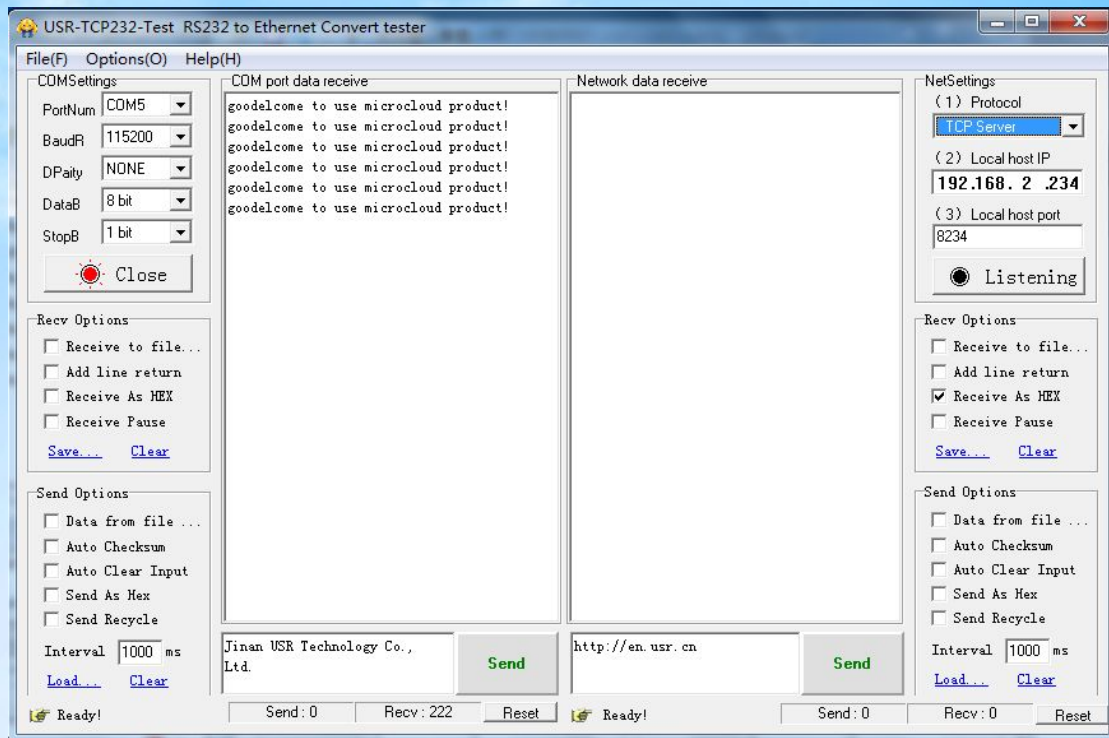 USR-TCP232-Test RS232 to Ethernet Convert tester
File(F) Options(O) Help(H)
COMSettings
PortNum COM5
BaudR 115200
DPaity NONE
DataB 8 bit
StopB 1 bit
Close
Recv Options
Receive to file...
Add line return
Receive As HEX
Receive Pause
Save... Clear
Send Options
Data from file ...
Auto Checksum
Auto Clear Input
Send As Hex
Send Recycle
Interval 1000 ms
Load... Clear
Ready!
COM port data receive
goodelcome to use microcloud product!
goodelcome to use microcloud product!
goodelcome to use microcloud product!
goodelcome to use microcloud product!
goodelcome to use microcloud product!
goodelcome to use microcloud product!
Jinan USR Technology Co.,
Ltd.
Send
Send : 0 Recv : 222 Reset
Network data receive
http://en.usr.cn
Send
Ready! Send : 0 Recv : 0 Reset
NetSettings
(1) Protocol
TCP Server
(2) Local host IP
192.168. 2 .234
(3) Local host port
8234
Listening
Recv Options
Receive to file...
Add line return
Receive As HEX
Receive Pause
Save... Clear
Send Options
Data from file ...
Auto Checksum
Auto Clear Input
Send As Hex
Send Recycle
Interval 1000 ms
Load... Clear